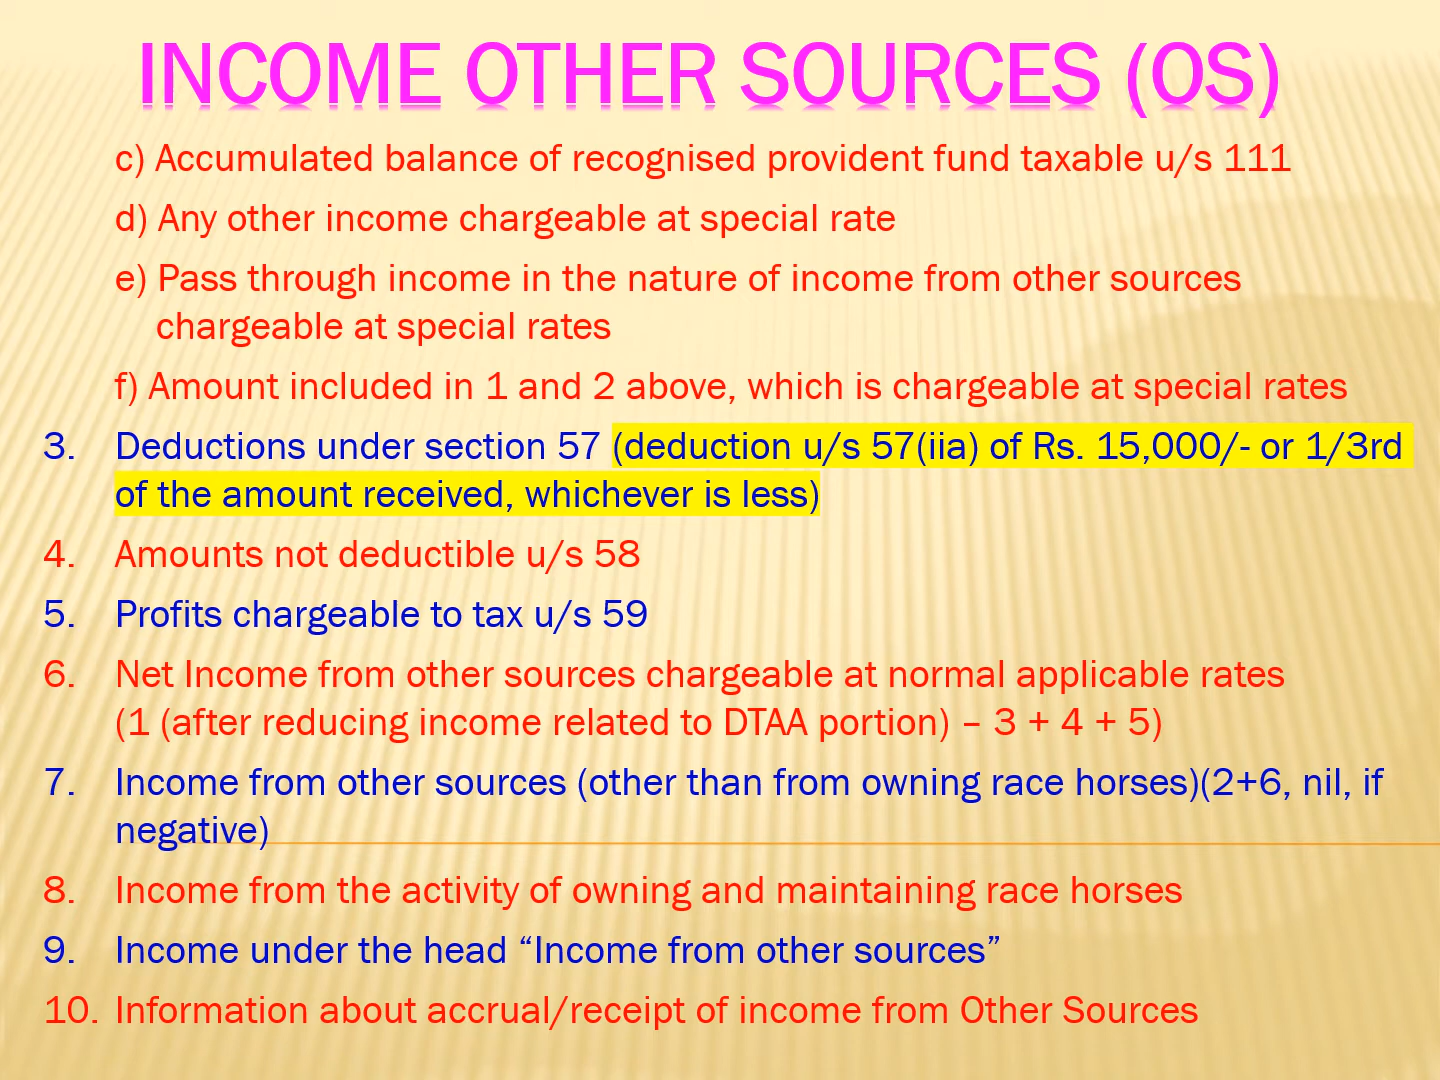 INCOME OTHER SOURCES (OS)
c) Accumulated balance of recognised provident fund taxable u/s 111
d) Any other income chargeable at special rate
e) Pass through income in the nature of income from other sources
chargeable at special rates
f) Amount included in 1 and 2 above, which is chargeable at special rates
3. Deductions under section 57 (deduction u/s 57(iia) of Rs. 15,000/- or 1/3rd
of the amount received, whichever is less)
4. Amounts not deductible u/s 58
5. Profits chargeable to tax u/s 59
6. Net Income from other sources chargeable at normal applicable rates
(1 (after reducing income related to DTAA portion) – 3 + 4 + 5)
7. Income from other sources (other than from owning race horses)(2+6, nil, if
negative)
8. Income from the activity of owning and maintaining race horses
9. Income under the head “Income from other sources”
10. Information about accrual/receipt of income from Other Sources